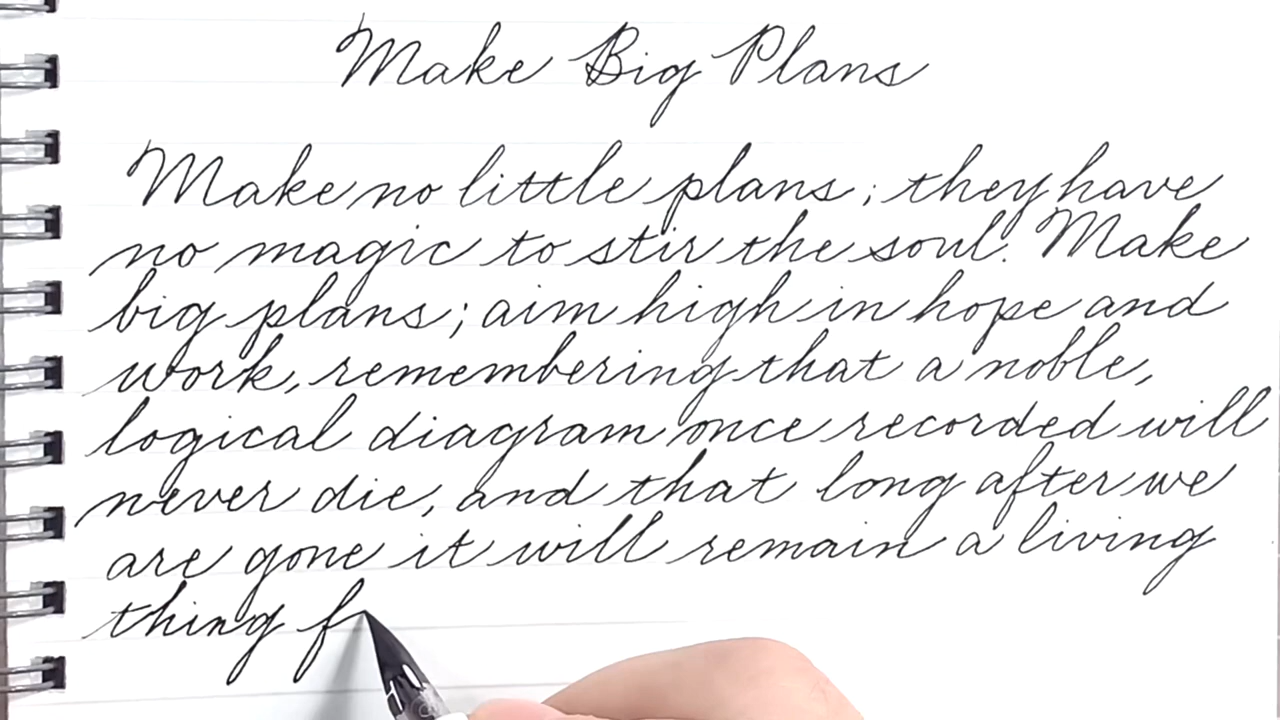 Make Big Plans
Make no little plans; they have
no magic to stir the soul. Make
big plans; aim high in hope and
work, remembering that a noble,
logical diagram once recorded will
never die, and that long after we
are gone it will remain a living
thing f